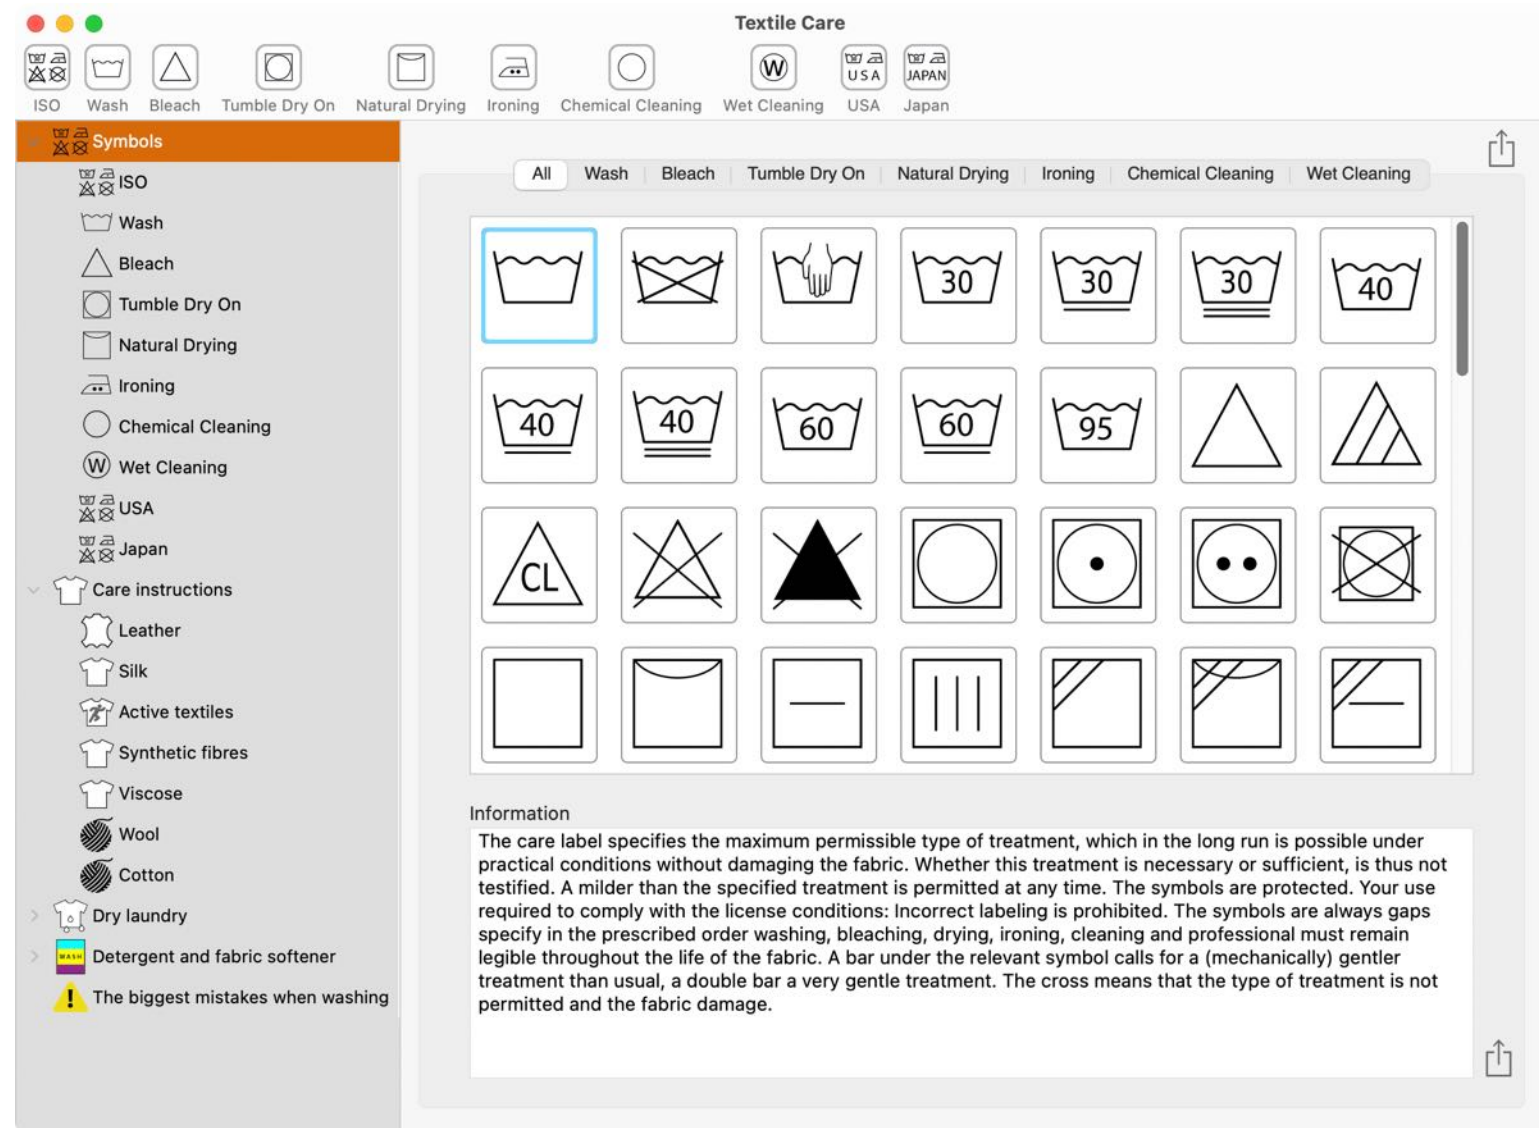 Textile Care
USA
JAPAN
W
ISO
Wash
Bleach
Tumble Dry On
Natural Drying
Ironing
Chemical Cleaning
Wet Cleaning
USA
Japan
Symbols
ISO
Wash
Bleach
Tumble Dry On
Natural Drying
Ironing
Chemical Cleaning
W Wet Cleaning
USA
Japan
Care instructions
Leather
Silk
Active textiles
Synthetic fibres
Viscose
Wool
Cotton
Dry laundry
WASH Detergent and fabric softener
! The biggest mistakes when washing
All Wash Bleach Tumble Dry On Natural Drying Ironing Chemical Cleaning Wet Cleaning
30 30 30 40
40 40 60 60 95
CL
Information
The care label specifies the maximum permissible type of treatment, which in the long run is possible under
practical conditions without damaging the fabric. Whether this treatment is necessary or sufficient, is thus not
testified. A milder than the specified treatment is permitted at any time. The symbols are protected. Your use
required to comply with the license conditions: Incorrect labeling is prohibited. The symbols are always gaps
specify in the prescribed order washing, bleaching, drying, ironing, cleaning and professional must remain
legible throughout the life of the fabric. A bar under the relevant symbol calls for a (mechanically) gentler
treatment than usual, a double bar a very gentle treatment. The cross means that the type of treatment is not
permitted and the fabric damage.